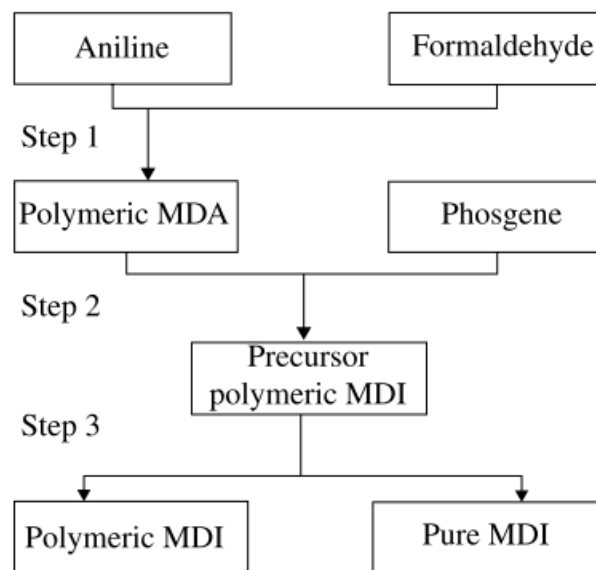 Aniline
Formaldehyde
Step 1
Polymeric MDA
Phosgene
Step 2
Precursor
polymeric MDI
Step 3
Polymeric MDI
Pure MDI